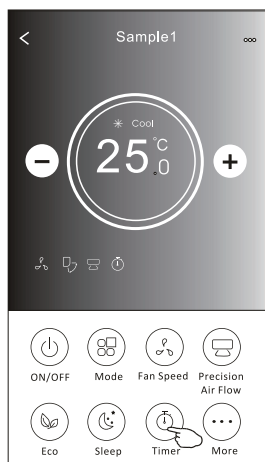 Sample1
Cool
25.0°C
ON/OFF
Mode
Fan Speed
Precision
Air Flow
Eco
Sleep
Timer
More